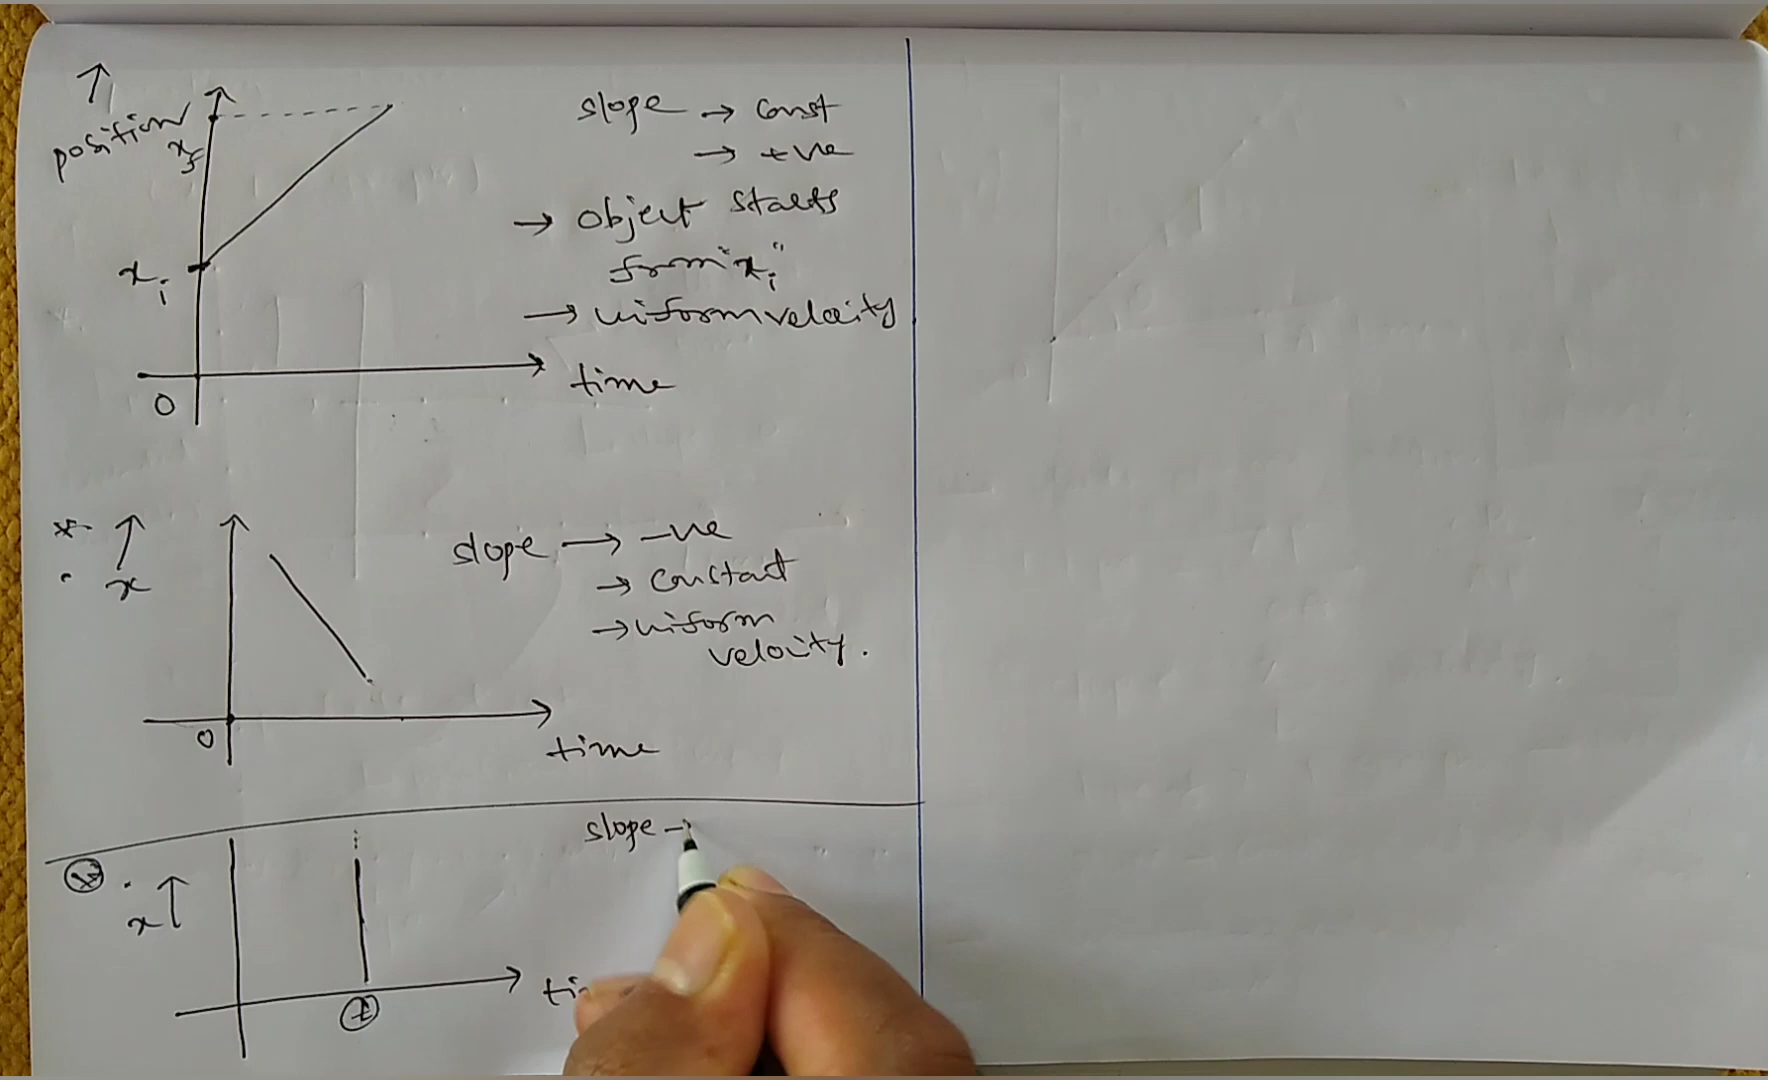 position
x_f
x_i
0
time
slope → const
→ +ve
→ object starts
from "x_i"
→ uniform velocity
* x
0
time
slope → -ve
→ constant
→ uniform
velocity.
x
t
slope →